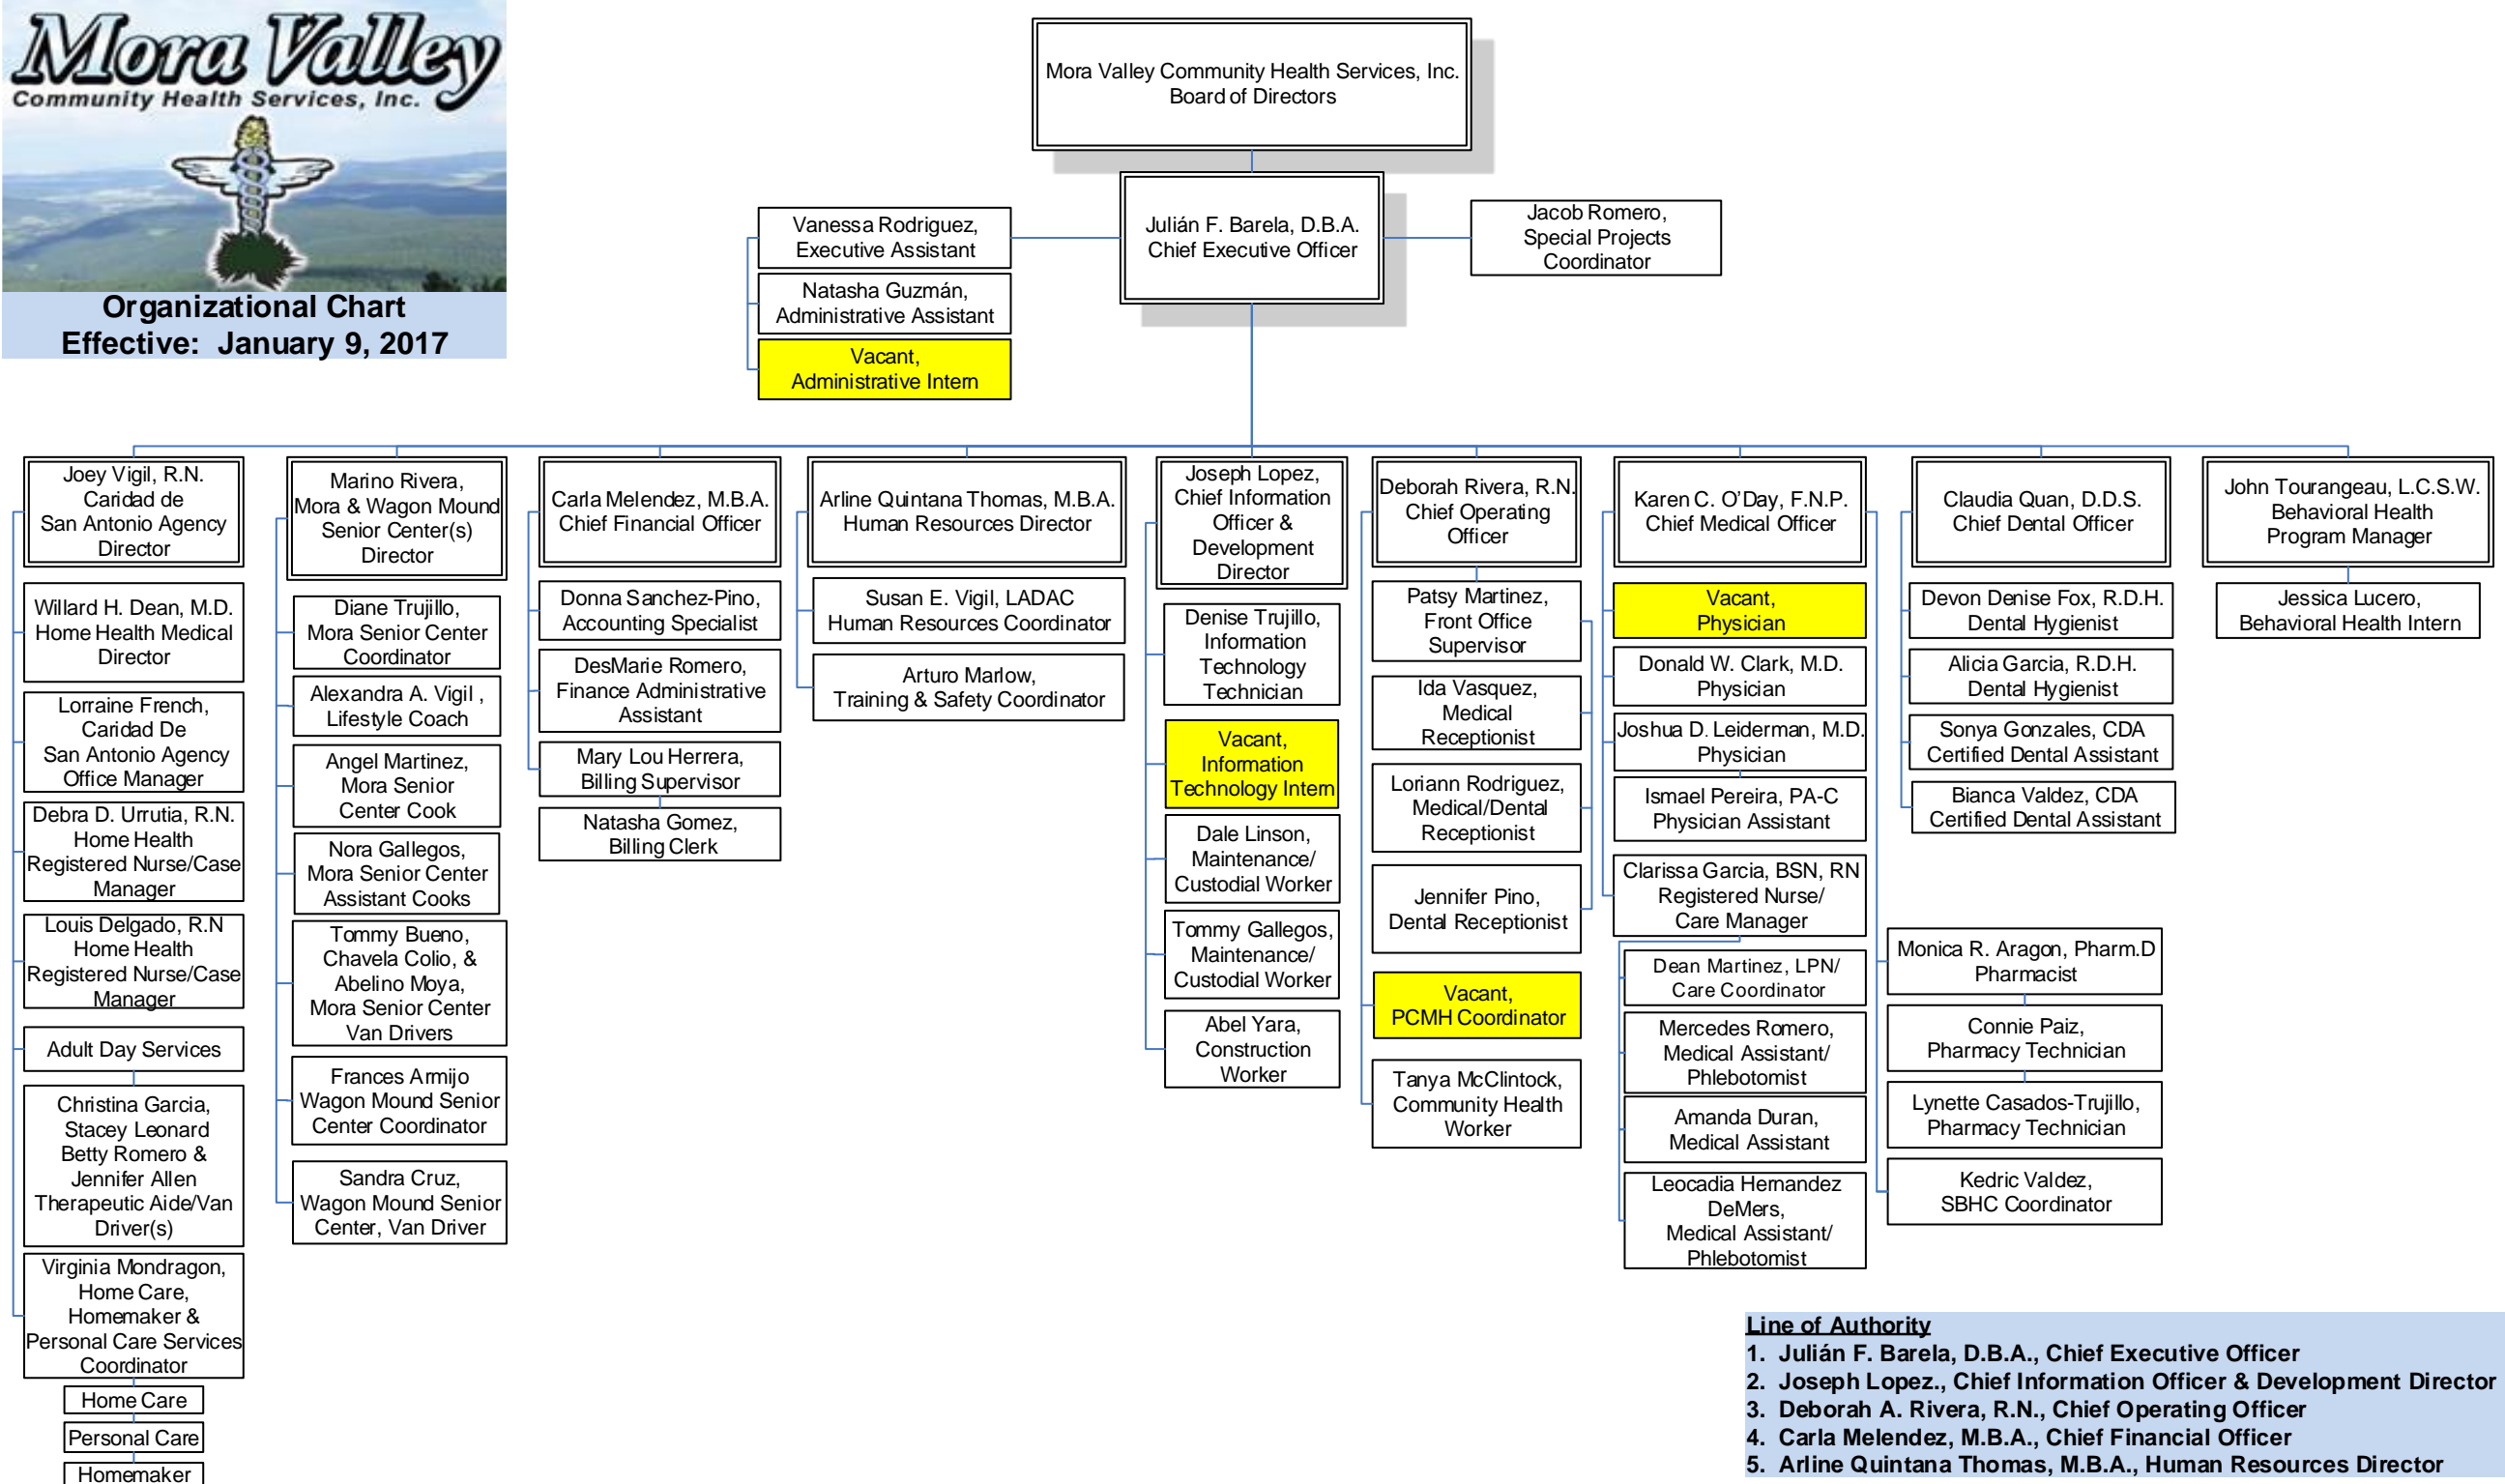 Mora Valley
Community Health Services, Inc.
Organizational Chart
Effective: January 9, 2017
Mora Valley Community Health Services, Inc.
Board of Directors
Julián F. Barela, D.B.A.
Chief Executive Officer
Vanessa Rodriguez,
Executive Assistant
Natasha Guzmán,
Administrative Assistant
Vacant,
Administrative Intern
Jacob Romero,
Special Projects
Coordinator
Joey Vigil, R.N.
Caridad de
San Antonio Agency
Director
Willard H. Dean, M.D.
Home Health Medical
Director
Lorraine French,
Caridad De
San Antonio Agency
Office Manager
Debra D. Urrutia, R.N.
Home Health
Registered Nurse/Case
Manager
Louis Delgado, R.N
Home Health
Registered Nurse/Case
Manager
Adult Day Services
Christina Garcia,
Stacey Leonard
Betty Romero &
Jennifer Allen
Therapeutic Aide/Van
Driver(s)
Virginia Mondragon,
Home Care,
Homemaker &
Personal Care Services
Coordinator
Home Care
Personal Care
Homemaker
Marino Rivera,
Mora & Wagon Mound
Senior Center(s)
Director
Diane Trujillo,
Mora Senior Center
Coordinator
Alexandra A. Vigil ,
Lifestyle Coach
Angel Martinez,
Mora Senior
Center Cook
Nora Gallegos,
Mora Senior Center
Assistant Cooks
Tommy Bueno,
Chavela Colio, &
Abelino Moya,
Mora Senior Center
Van Drivers
Frances Armijo
Wagon Mound Senior
Center Coordinator
Sandra Cruz,
Wagon Mound Senior
Center, Van Driver
Carla Melendez, M.B.A.
Chief Financial Officer
Donna Sanchez-Pino,
Accounting Specialist
DesMarie Romero,
Finance Administrative
Assistant
Mary Lou Herrera,
Billing Supervisor
Natasha Gomez,
Billing Clerk
Arline Quintana Thomas, M.B.A.
Human Resources Director
Susan E. Vigil, LADAC
Human Resources Coordinator
Arturo Marlow,
Training & Safety Coordinator
Joseph Lopez,
Chief Information
Officer &
Development
Director
Denise Trujillo,
Information
Technology
Technician
Vacant,
Information
Technology Intern
Dale Linson,
Maintenance/
Custodial Worker
Tommy Gallegos,
Maintenance/
Custodial Worker
Abel Yara,
Construction
Worker
Deborah Rivera, R.N.
Chief Operating
Officer
Patsy Martinez,
Front Office
Supervisor
Ida Vasquez,
Medical
Receptionist
Loriann Rodriguez,
Medical/Dental
Receptionist
Jennifer Pino,
Dental Receptionist
Vacant,
PCMH Coordinator
Tanya McClintock,
Community Health
Worker
Karen C. O’Day, F.N.P.
Chief Medical Officer
Vacant,
Physician
Donald W. Clark, M.D.
Physician
Joshua D. Leiderman, M.D.
Physician
Ismael Pereira, PA-C
Physician Assistant
Clarissa Garcia, BSN, RN
Registered Nurse/
Care Manager
Dean Martinez, LPN/
Care Coordinator
Mercedes Romero,
Medical Assistant/
Phlebotomist
Amanda Duran,
Medical Assistant
Leocadia Hernandez
DeMers,
Medical Assistant/
Phlebotomist
Monica R. Aragon, Pharm.D
Pharmacist
Connie Paiz,
Pharmacy Technician
Lynette Casados-Trujillo,
Pharmacy Technician
Kedric Valdez,
SBHC Coordinator
Claudia Quan, D.D.S.
Chief Dental Officer
Devon Denise Fox, R.D.H.
Dental Hygienist
Alicia Garcia, R.D.H.
Dental Hygienist
Sonya Gonzales, CDA
Certified Dental Assistant
Bianca Valdez, CDA
Certified Dental Assistant
John Tourangeau, L.C.S.W.
Behavioral Health
Program Manager
Jessica Lucero,
Behavioral Health Intern
Line of Authority
1. Julián F. Barela, D.B.A., Chief Executive Officer
2. Joseph Lopez., Chief Information Officer & Development Director
3. Deborah A. Rivera, R.N., Chief Operating Officer
4. Carla Melendez, M.B.A., Chief Financial Officer
5. Arline Quintana Thomas, M.B.A., Human Resources Director